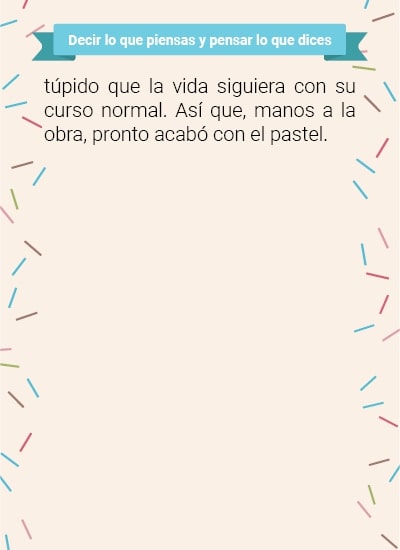 Decir lo que piensas y pensar lo que dices
túpido que la vida siguiera con su
curso normal. Así que, manos a la
obra, pronto acabó con el pastel.